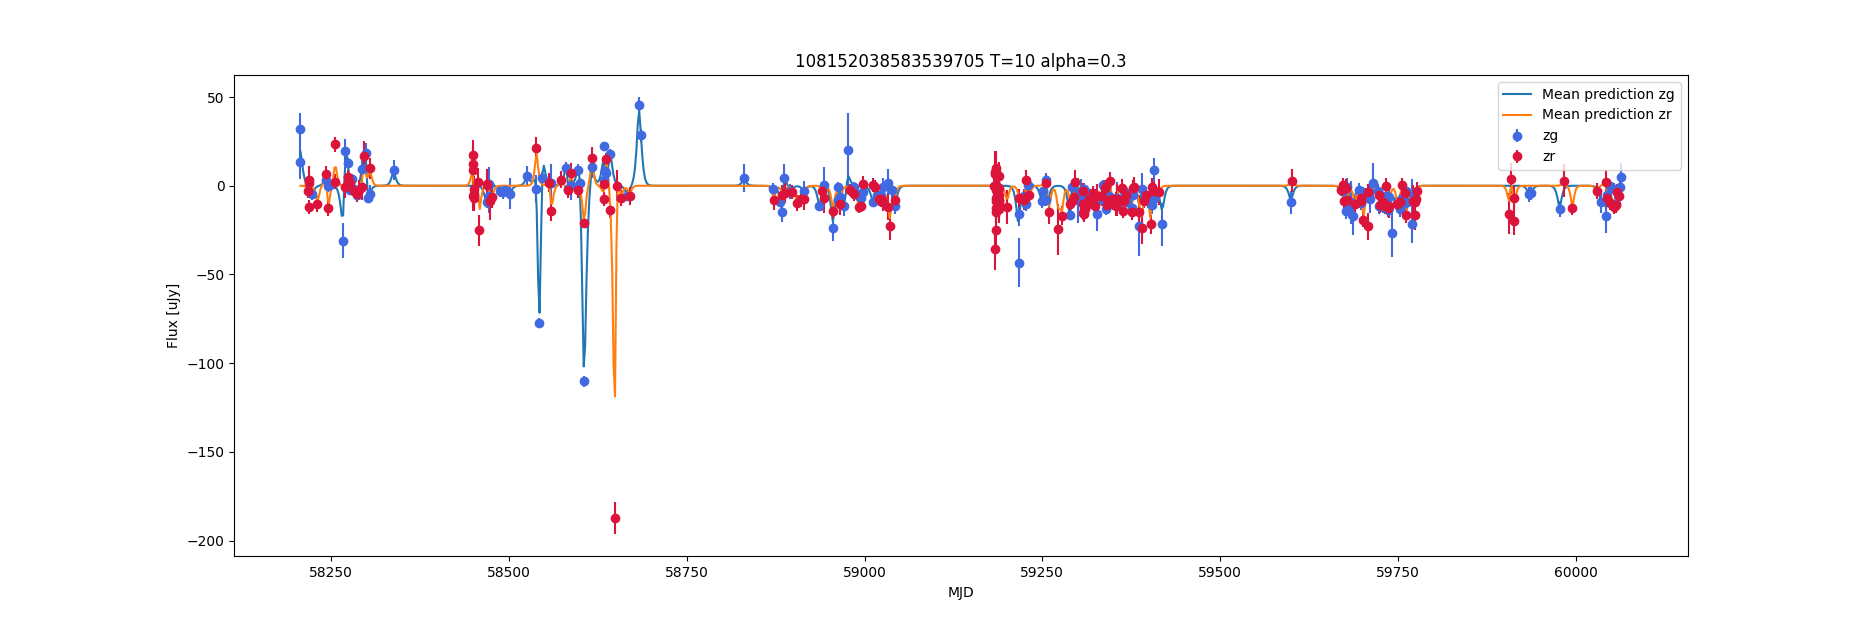 108152038583539705 T=10 alpha=0.3
Mean prediction zg
Mean prediction zr
zg
zr
50
0
−50
−100
−150
−200
Flux [uJy]
58250 58500 58750 59000 59250 59500 59750 60000
MJD